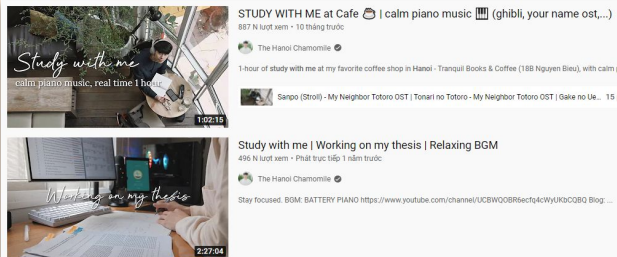 Study with me
calm piano music, real time 1 hour
1:02:15
STUDY WITH ME at Cafe ☕ | calm piano music 🎹 (ghibli, your name ost,...)
887 N lượt xem • 10 tháng trước
The Hanoi Chamomile
1-hour of study with me at my favorite coffee shop in Hanoi - Tranquil Books & Coffee (18B Nguyen Bieu), with calm
Sanpo (Stroll) - My Neighbor Totoro OST | Tonari no Totoro - My Neighbor Totoro OST | Gake no Ue... 15
Working on my thesis
2:27:04
Study with me | Working on my thesis | Relaxing BGM
496 N lượt xem • Phát trực tiếp 1 năm trước
The Hanoi Chamomile
Stay focused. BGM: BATTERY PIANO https://www.youtube.com/channel/UCBWQGBR6ecfq4cWyUKbCQBQ Blog: ...